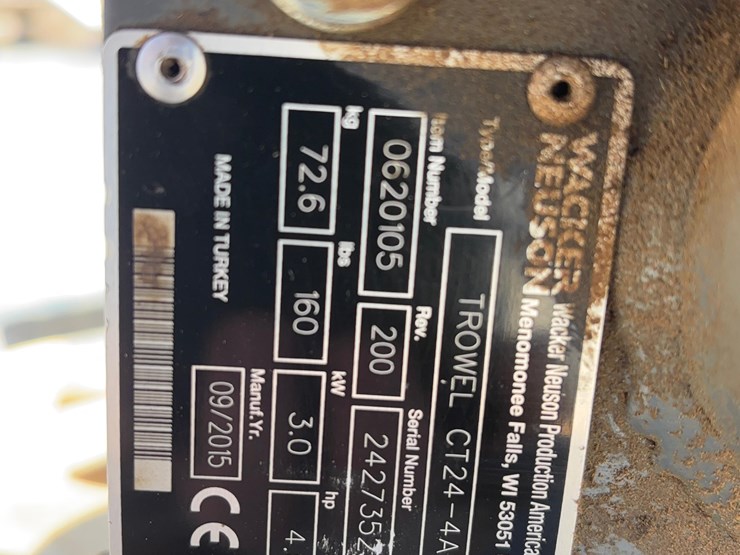 WACKER NEUSON
Wacker Neuson Production America
Menomonee Falls, WI 53051
Type/Model TROWEL CT24-4A
Item Number Rev. Serial Number
0620105 200 2427352
kg lbs kW hp
72.6 160 3.0 4.
Manuf.Yr.
MADE IN TURKEY 09/2015 CE